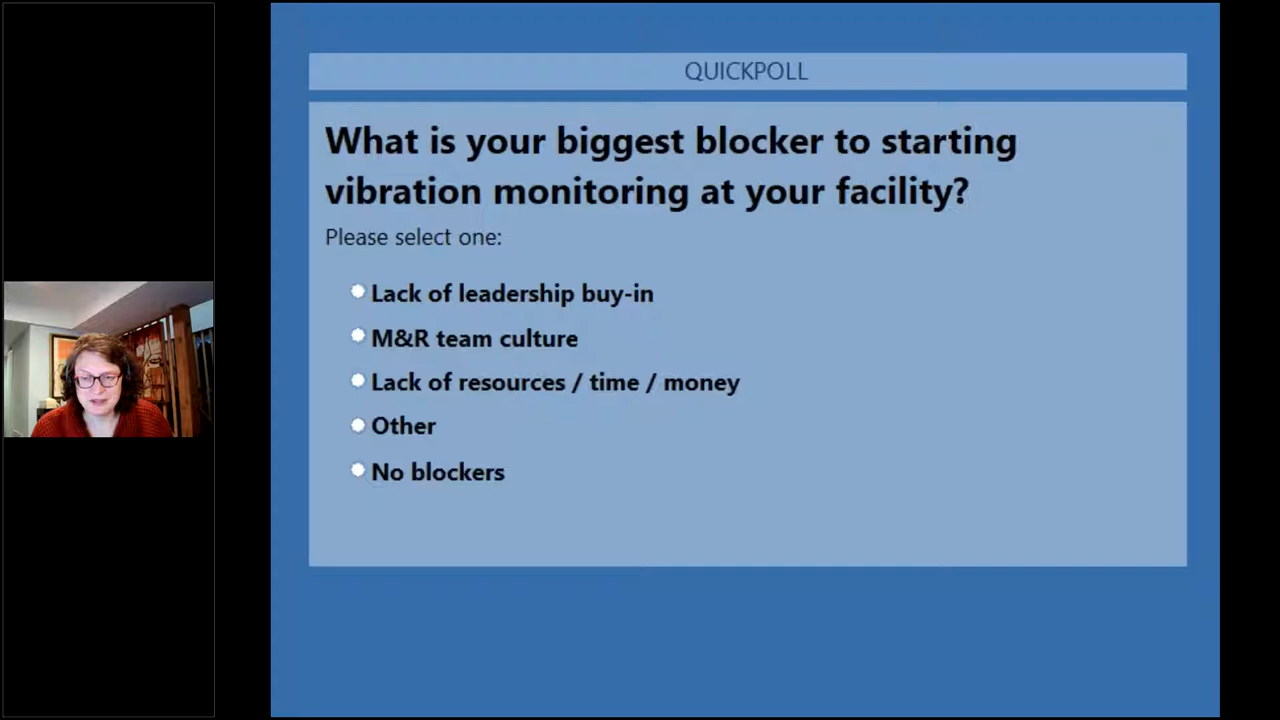 QUICKPOLL
What is your biggest blocker to starting
vibration monitoring at your facility?
Please select one:
Lack of leadership buy-in
M&R team culture
Lack of resources / time / money
Other
No blockers